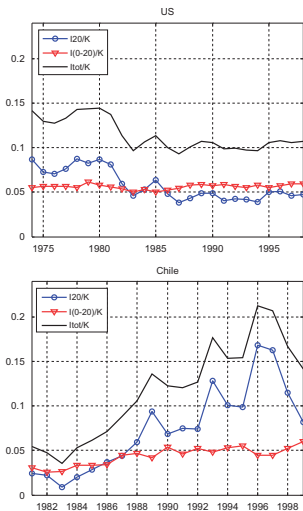 US
0.2
I20/K
I(0-20)/K
Itot/K
0.15
0.1
0.05
0
1975 1980 1985 1990 1995
Chile
0.2
I20/K
I(0-20)/K
Itot/K
0.15
0.1
0.05
0
1982 1984 1986 1988 1990 1992 1994 1996 1998